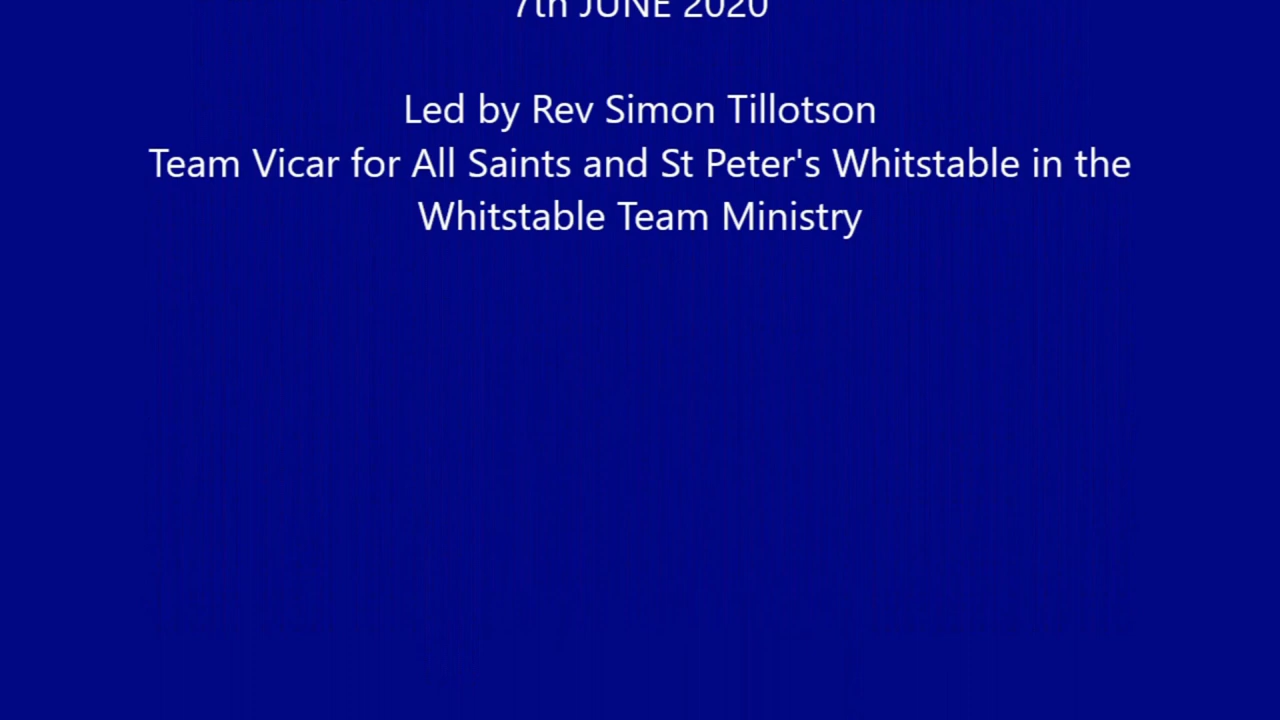 7th JUNE 2020
Led by Rev Simon Tillotson
Team Vicar for All Saints and St Peter's Whitstable in the
Whitstable Team Ministry